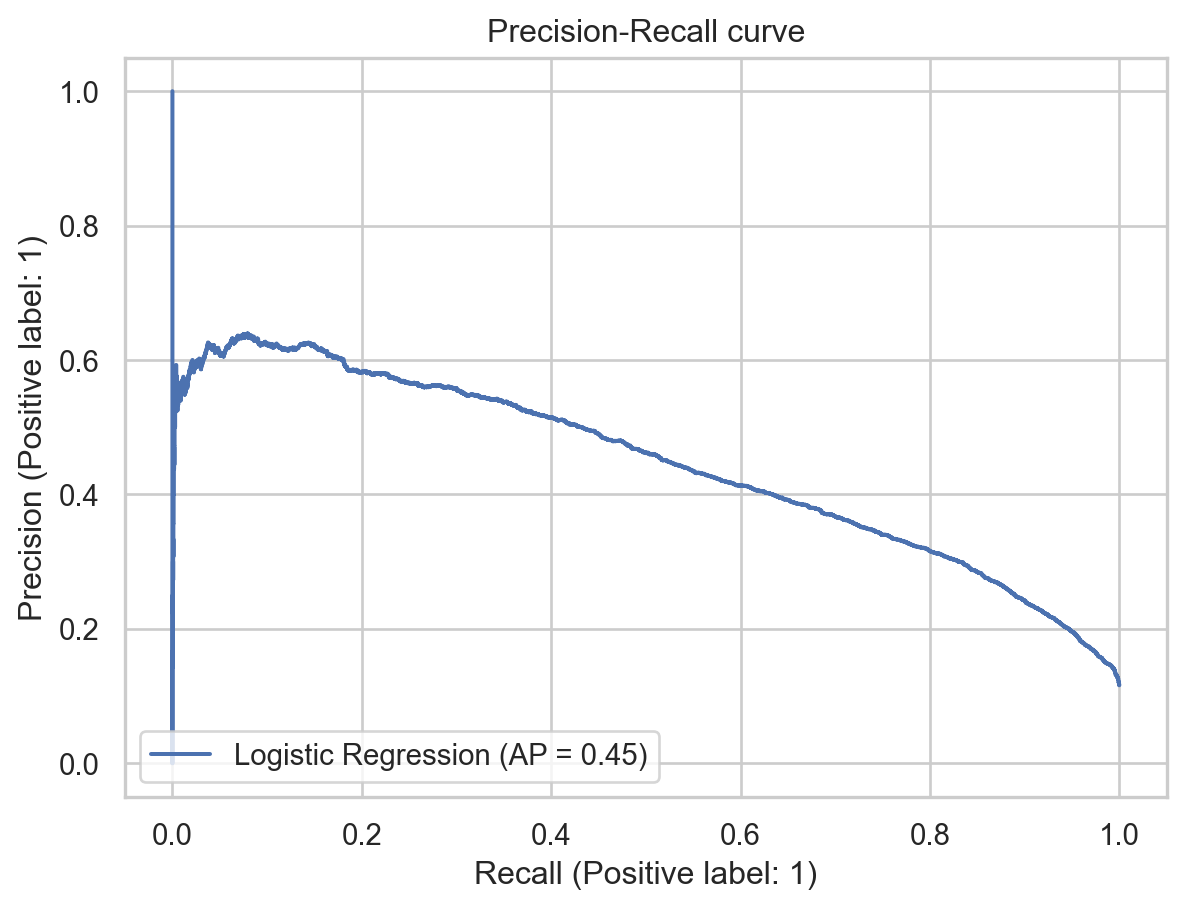 Precision-Recall curve
1.0
0.8
0.6
0.4
0.2
0.0
Precision (Positive label: 1)
Logistic Regression (AP = 0.45)
0.0 0.2 0.4 0.6 0.8 1.0
Recall (Positive label: 1)